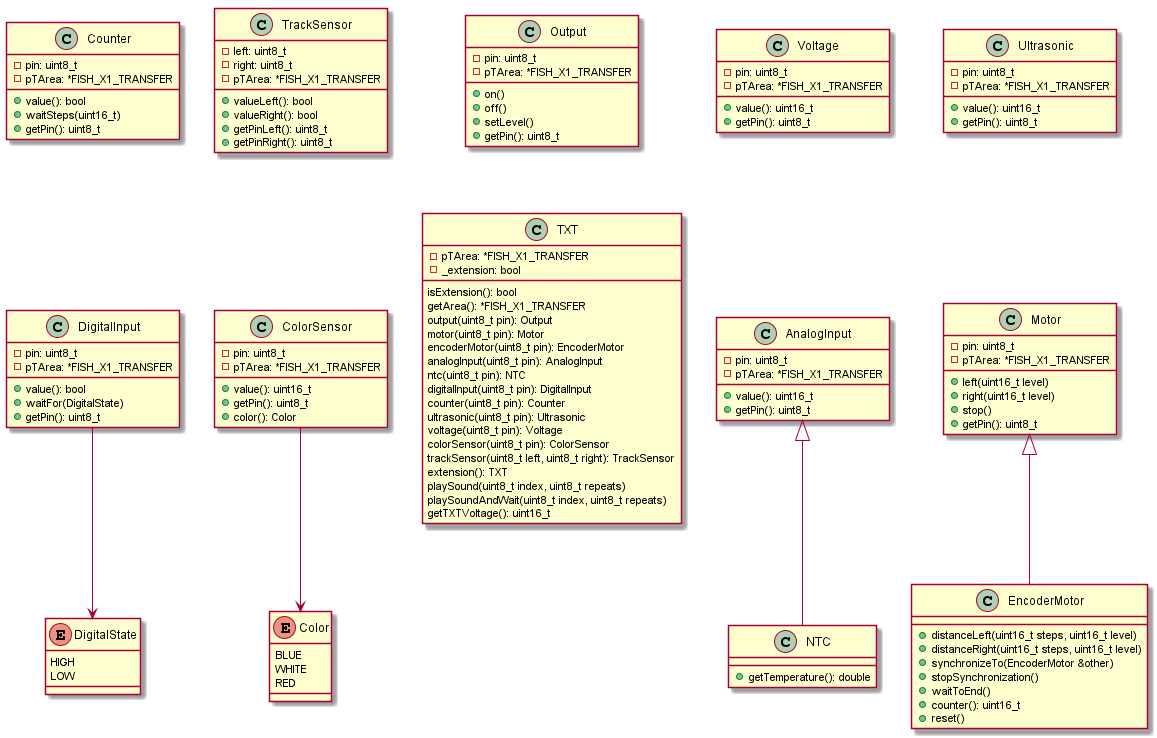 C Counter
pin: uint8_t
pTArea: *FISH_X1_TRANSFER
value(): bool
waitSteps(uint16_t)
getPin(): uint8_t
C TrackSensor
left: uint8_t
right: uint8_t
pTArea: *FISH_X1_TRANSFER
valueLeft(): bool
valueRight(): bool
getPinLeft(): uint8_t
getPinRight(): uint8_t
C Output
pin: uint8_t
pTArea: *FISH_X1_TRANSFER
on()
off()
setLevel()
getPin(): uint8_t
C Voltage
pin: uint8_t
pTArea: *FISH_X1_TRANSFER
value(): uint16_t
getPin(): uint8_t
C Ultrasonic
pin: uint8_t
pTArea: *FISH_X1_TRANSFER
value(): uint16_t
getPin(): uint8_t
C DigitalInput
pin: uint8_t
pTArea: *FISH_X1_TRANSFER
value(): bool
waitFor(DigitalState)
getPin(): uint8_t
C ColorSensor
pin: uint8_t
pTArea: *FISH_X1_TRANSFER
value(): uint16_t
getPin(): uint8_t
color(): Color
C TXT
pTArea: *FISH_X1_TRANSFER
_extension: bool
isExtension(): bool
getArea(): *FISH_X1_TRANSFER
output(uint8_t pin): Output
motor(uint8_t pin): Motor
encoderMotor(uint8_t pin): EncoderMotor
analogInput(uint8_t pin): AnalogInput
ntc(uint8_t pin): NTC
digitalInput(uint8_t pin): DigitalInput
counter(uint8_t pin): Counter
ultrasonic(uint8_t pin): Ultrasonic
voltage(uint8_t pin): Voltage
colorSensor(uint8_t pin): ColorSensor
trackSensor(uint8_t left, uint8_t right): TrackSensor
extension(): TXT
playSound(uint8_t index, uint8_t repeats)
playSoundAndWait(uint8_t index, uint8_t repeats)
getTXTVoltage(): uint16_t
C AnalogInput
pin: uint8_t
pTArea: *FISH_X1_TRANSFER
value(): uint16_t
getPin(): uint8_t
C Motor
pin: uint8_t
pTArea: *FISH_X1_TRANSFER
left(uint16_t level)
right(uint16_t level)
stop()
getPin(): uint8_t
E DigitalState
HIGH
LOW
E Color
BLUE
WHITE
RED
C NTC
getTemperature(): double
C EncoderMotor
distanceLeft(uint16_t steps, uint16_t level)
distanceRight(uint16_t steps, uint16_t level)
synchronizeTo(EncoderMotor &other)
stopSynchronization()
waitToEnd()
counter(): uint16_t
reset()